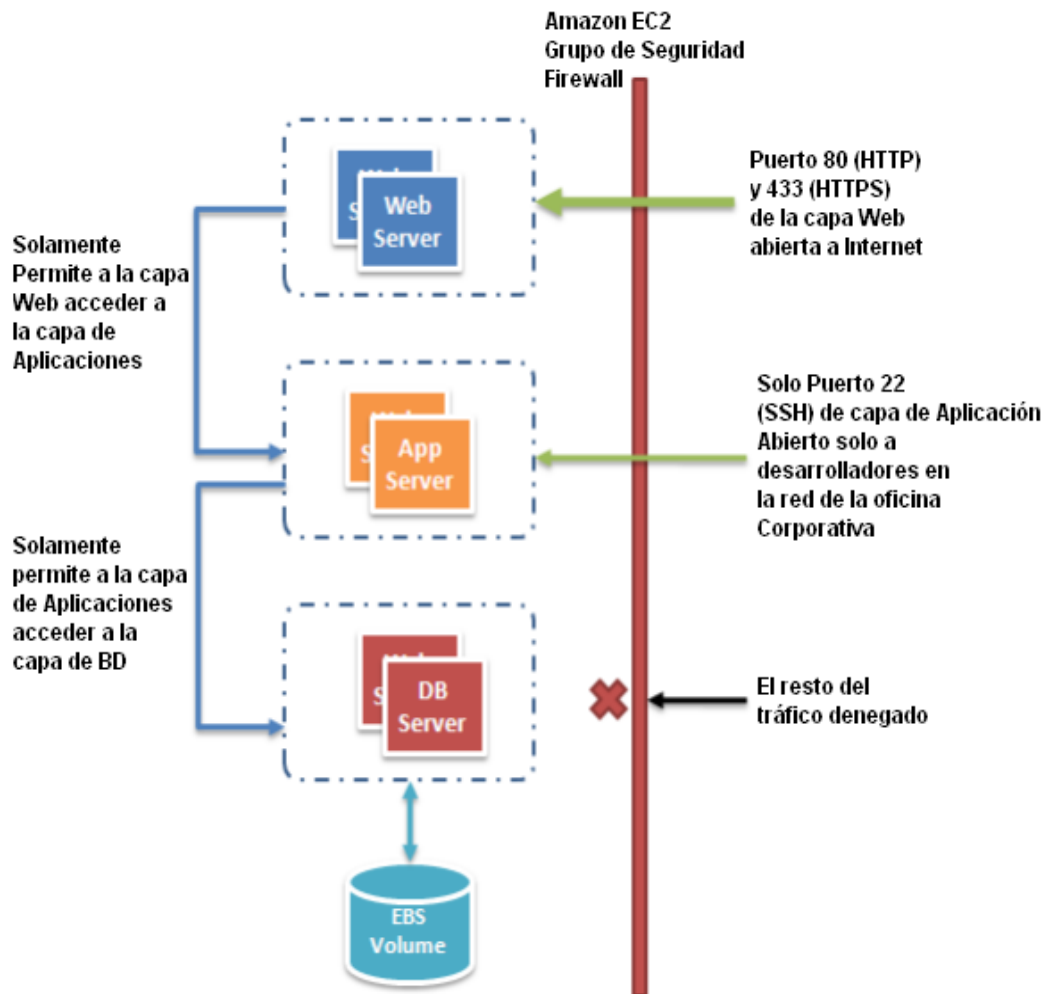 Amazon EC2
Grupo de Seguridad
Firewall
Puerto 80 (HTTP)
y 433 (HTTPS)
de la capa Web
abierta a Internet
Web
Server
Solamente
Permite a la capa
Web acceder a
la capa de
Aplicaciones
Solo Puerto 22
(SSH) de capa de Aplicación
Abierto solo a
desarrolladores en
la red de la oficina
Corporativa
App
Server
Solamente
permite a la capa
de Aplicaciones
acceder a la
capa de BD
DB
Server
El resto del
tráfico denegado
EBS
Volume